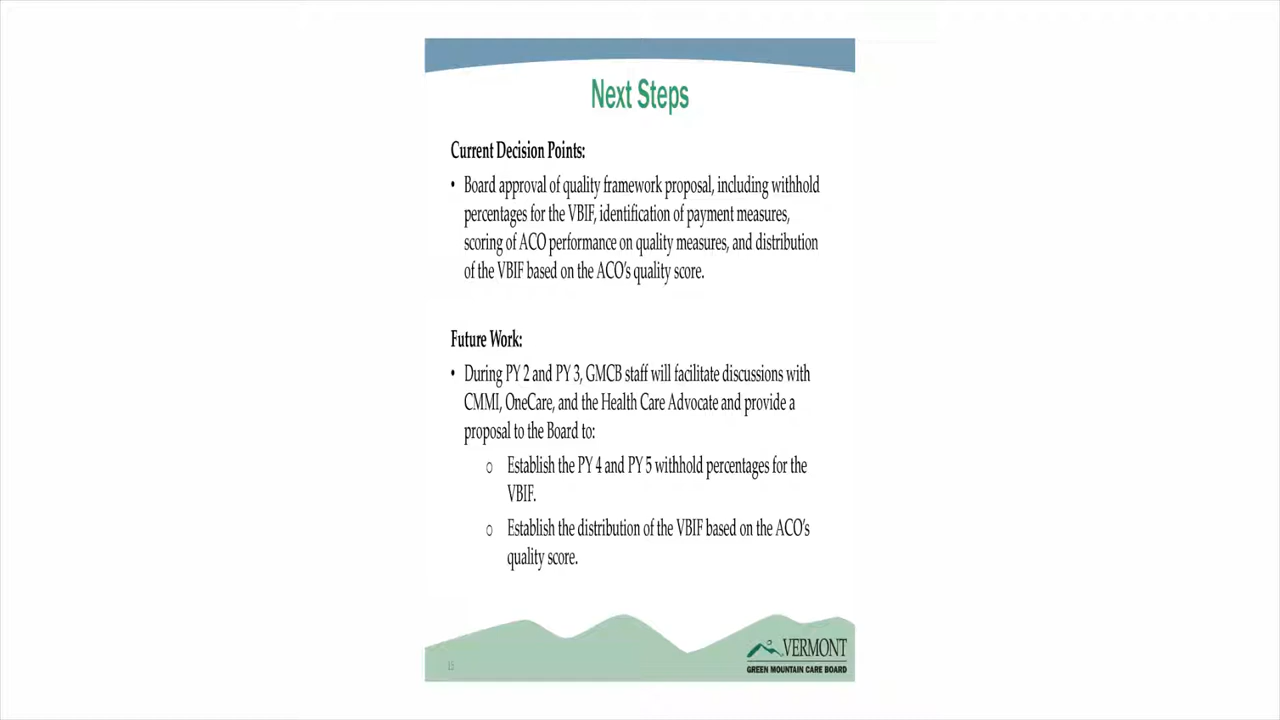 Next Steps
Current Decision Points:
• Board approval of quality framework proposal, including withhold
percentages for the VBIF, identification of payment measures,
scoring of ACO performance on quality measures, and distribution
of the VBIF based on the ACO's quality score.
Future Work:
• During PY 2 and PY 3, GMCB staff will facilitate discussions with
CMMI, OneCare, and the Health Care Advocate and provide a
proposal to the Board to:
o Establish the PY 4 and PY 5 withhold percentages for the
VBIF.
o Establish the distribution of the VBIF based on the ACO's
quality score.
15
VERMONT
GREEN MOUNTAIN CARE BOARD